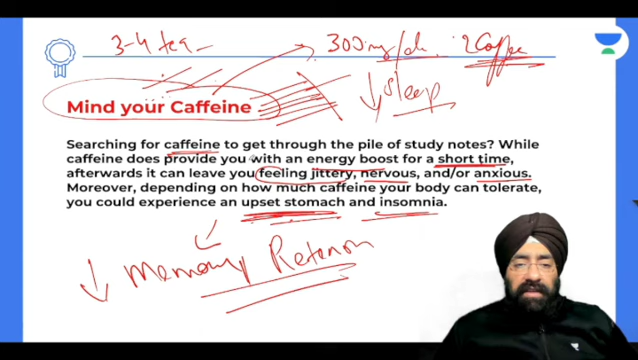 3-4 tea
300mg/da
2 Coffee
↓ Sleep
Mind your Caffeine
Searching for caffeine to get through the pile of study notes? While
caffeine does provide you with an energy boost for a short time,
afterwards it can leave you feeling jittery, nervous, and/or anxious.
Moreover, depending on how much caffeine your body can tolerate,
you could experience an upset stomach and insomnia.
↓ Memory